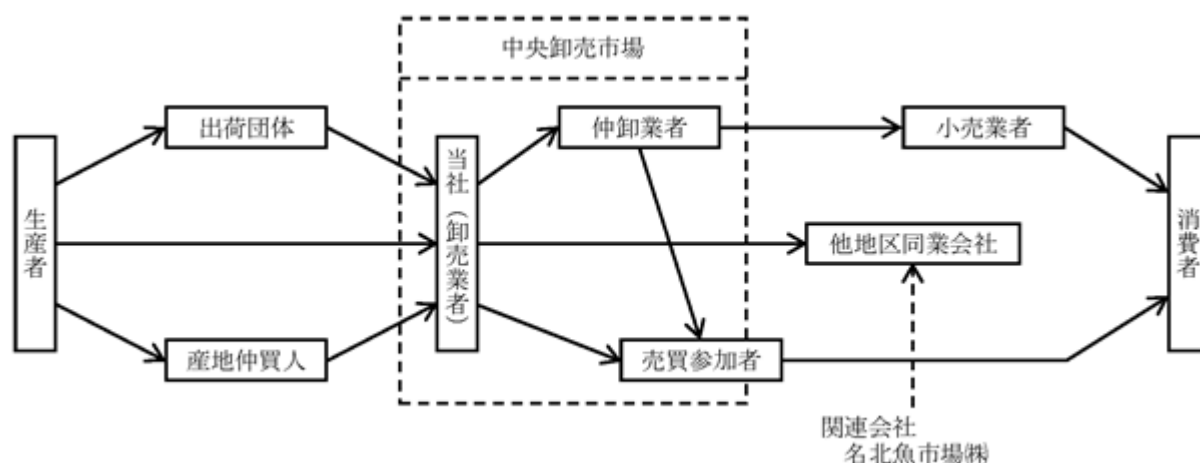 中央卸売市場
出荷団体
仲卸業者
小売業者
生産者
当社（卸売業者）
他地区同業会社
消費者
産地仲買人
売買参加者
関連会社
名北魚市場㈱